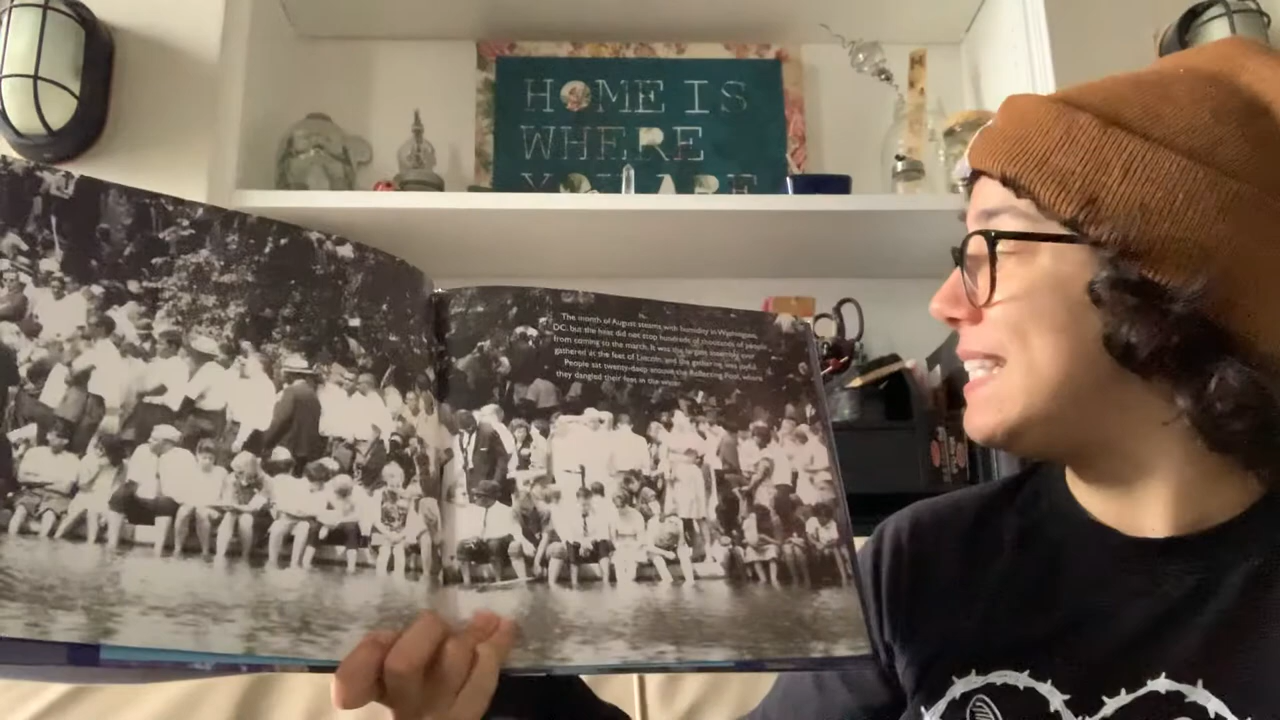 HOME IS
WHERE
YOU ARE
The month of August steams with humidity in Washington,
DC, but the heat did not stop hundreds of thousands of people
from coming to the march. It was the largest assembly ever
gathered at the feet of Lincoln, and the gathering was joyful.
People sat twenty-deep around the Reflecting Pool, where
they dangled their feet in the water.